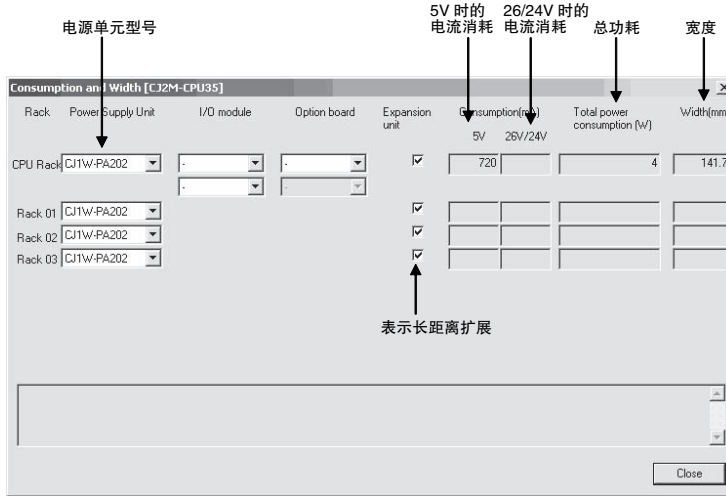 电源单元型号
5V 时的
电流消耗
26/24V 时的
电流消耗
总功耗
宽度
Consumption and Width [CJ2M-CPU35]
Rack Power Supply Unit I/O module Option board Expansion unit Consumption(mA) Total power consumption (W) Width(mm
5V 26V/24V
CPU Rack CJ1W-PA202 - - 720 4 141.7
- -
Rack 01 CJ1W-PA202
Rack 02 CJ1W-PA202
Rack 03 CJ1W-PA202
表示长距离扩展
Close